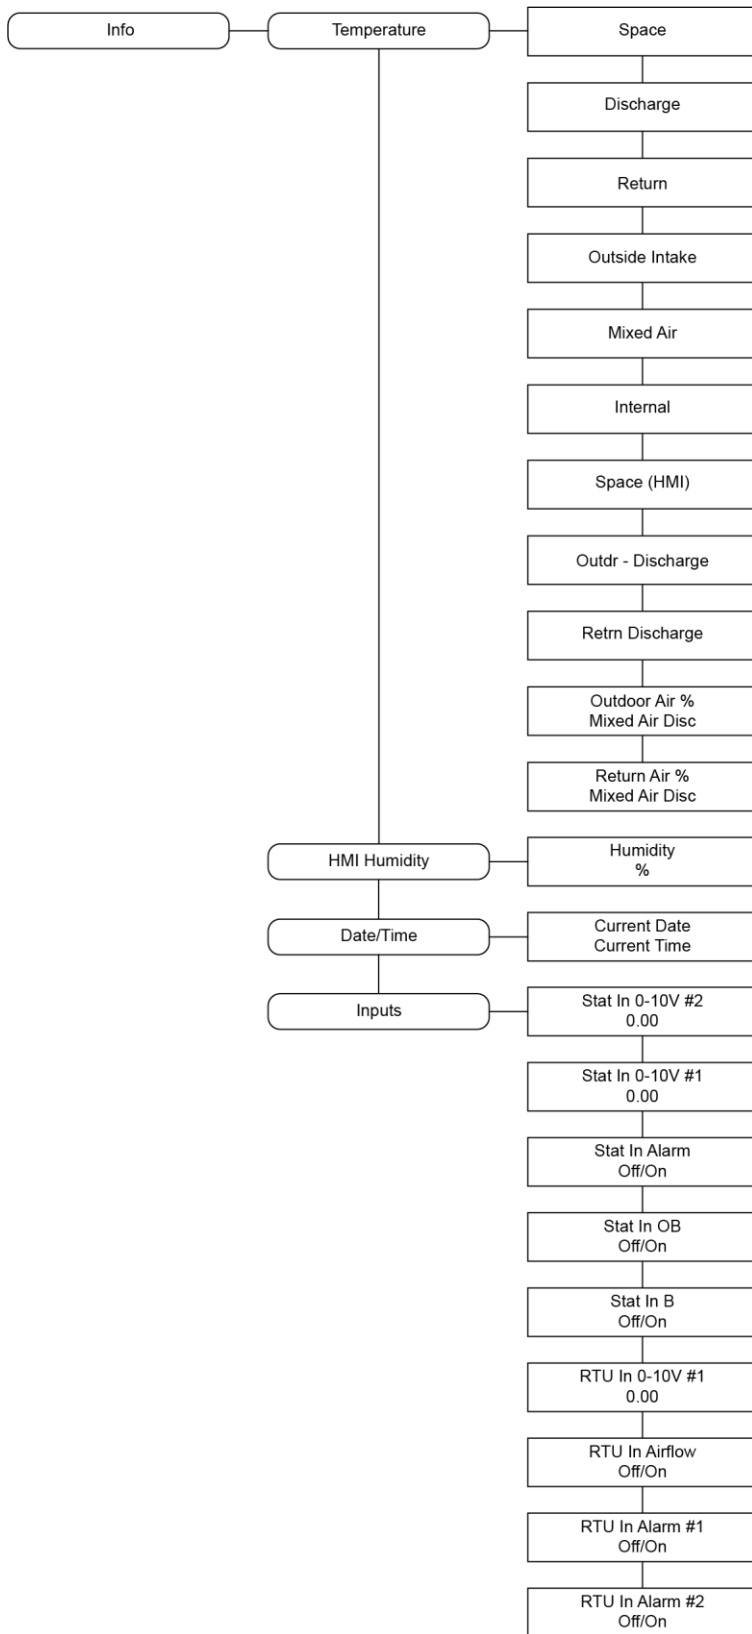 Info
Temperature
Space
Discharge
Return
Outside Intake
Mixed Air
Internal
Space (HMI)
Outdr - Discharge
Retrn Discharge
Outdoor Air %
Mixed Air Disc
Return Air %
Mixed Air Disc
HMI Humidity
Humidity
%
Date/Time
Current Date
Current Time
Inputs
Stat In 0-10V #2
0.00
Stat In 0-10V #1
0.00
Stat In Alarm
Off/On
Stat In OB
Off/On
Stat In B
Off/On
RTU In 0-10V #1
0.00
RTU In Airflow
Off/On
RTU In Alarm #1
Off/On
RTU In Alarm #2
Off/On